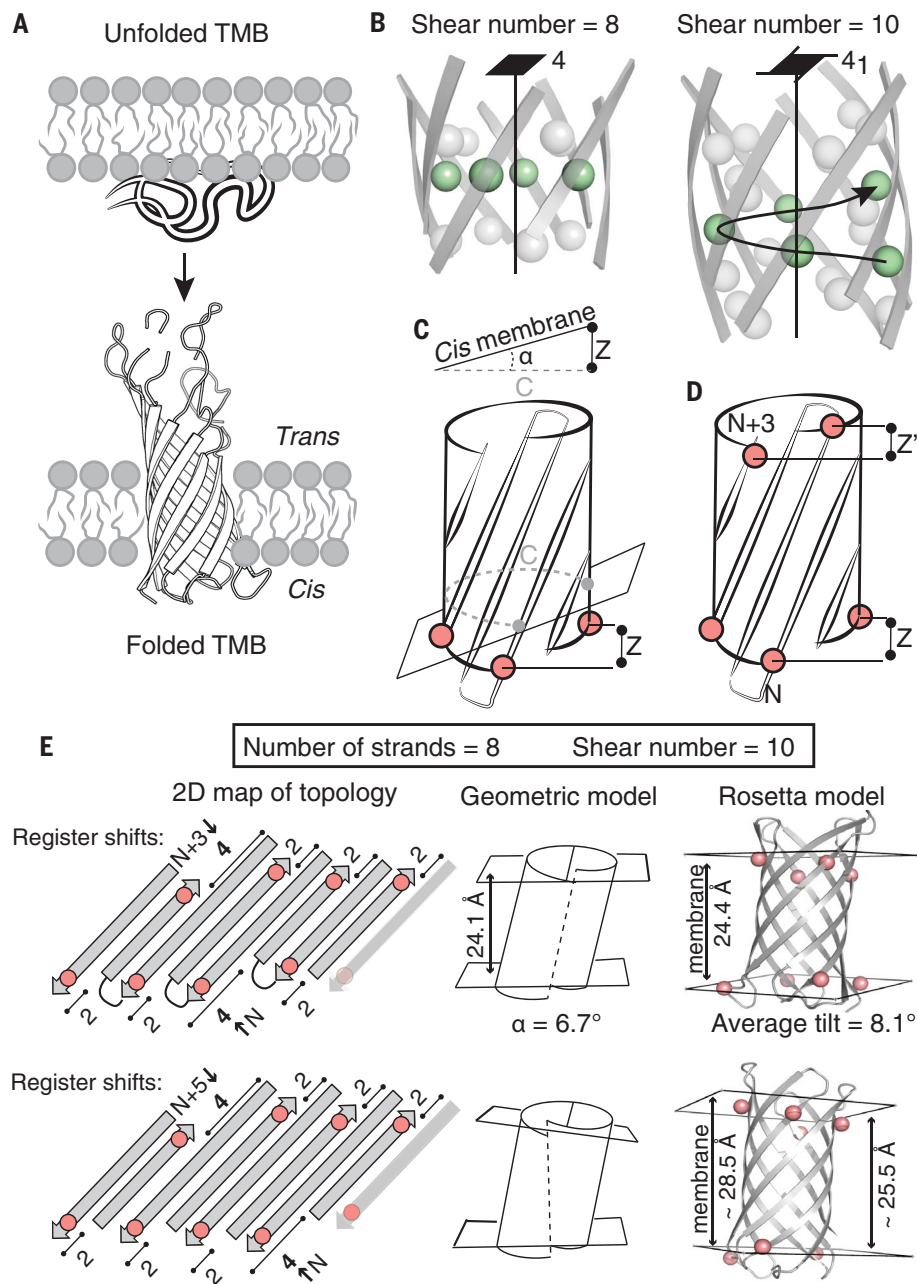 A
Unfolded TMB
Trans
Cis
Folded TMB
B
Shear number = 8
Shear number = 10
4
4₁
C
Cis membrane
α
Z
C
C
Z
D
N+3
Z'
Z
N
E
Number of strands = 8 Shear number = 10
2D map of topology
Geometric model
Rosetta model
Register shifts:
N+3↓
4
2
2
2
2
2
4
↑N
2
24.1 Å
α = 6.7°
membrane
24.4 Å
Average tilt = 8.1°
Register shifts:
N+5↓
4
2
2
2
2
2
2
4
↑N
membrane
~ 28.5 Å
~ 25.5 Å